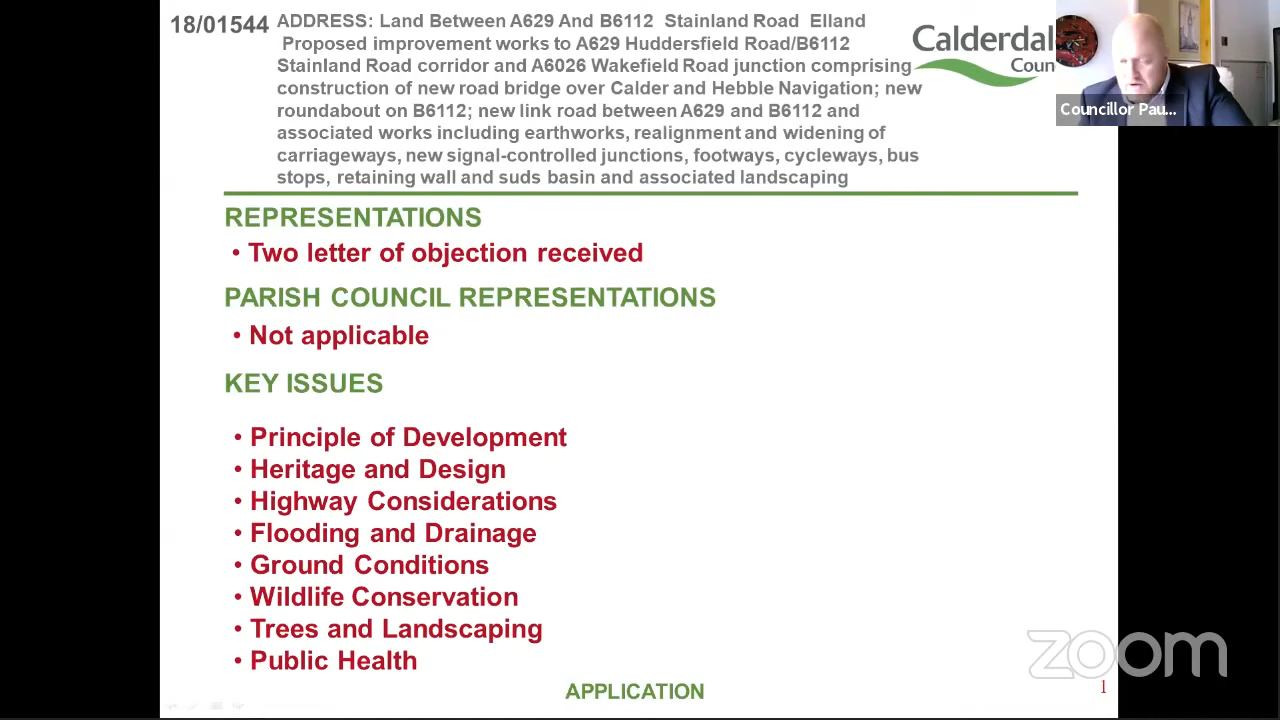 18/01544
ADDRESS: Land Between A629 And B6112 Stainland Road Elland
Proposed improvement works to A629 Huddersfield Road/B6112
Stainland Road corridor and A6026 Wakefield Road junction comprising
construction of new road bridge over Calder and Hebble Navigation; new
roundabout on B6112; new link road between A629 and B6112 and
associated works including earthworks, realignment and widening of
carriageways, new signal-controlled junctions, footways, cycleways, bus
stops, retaining wall and suds basin and associated landscaping
Calderdal
Coun
Councillor Pau...
REPRESENTATIONS
• Two letter of objection received
PARISH COUNCIL REPRESENTATIONS
• Not applicable
KEY ISSUES
• Principle of Development
• Heritage and Design
• Highway Considerations
• Flooding and Drainage
• Ground Conditions
• Wildlife Conservation
• Trees and Landscaping
• Public Health
zoom
APPLICATION
1